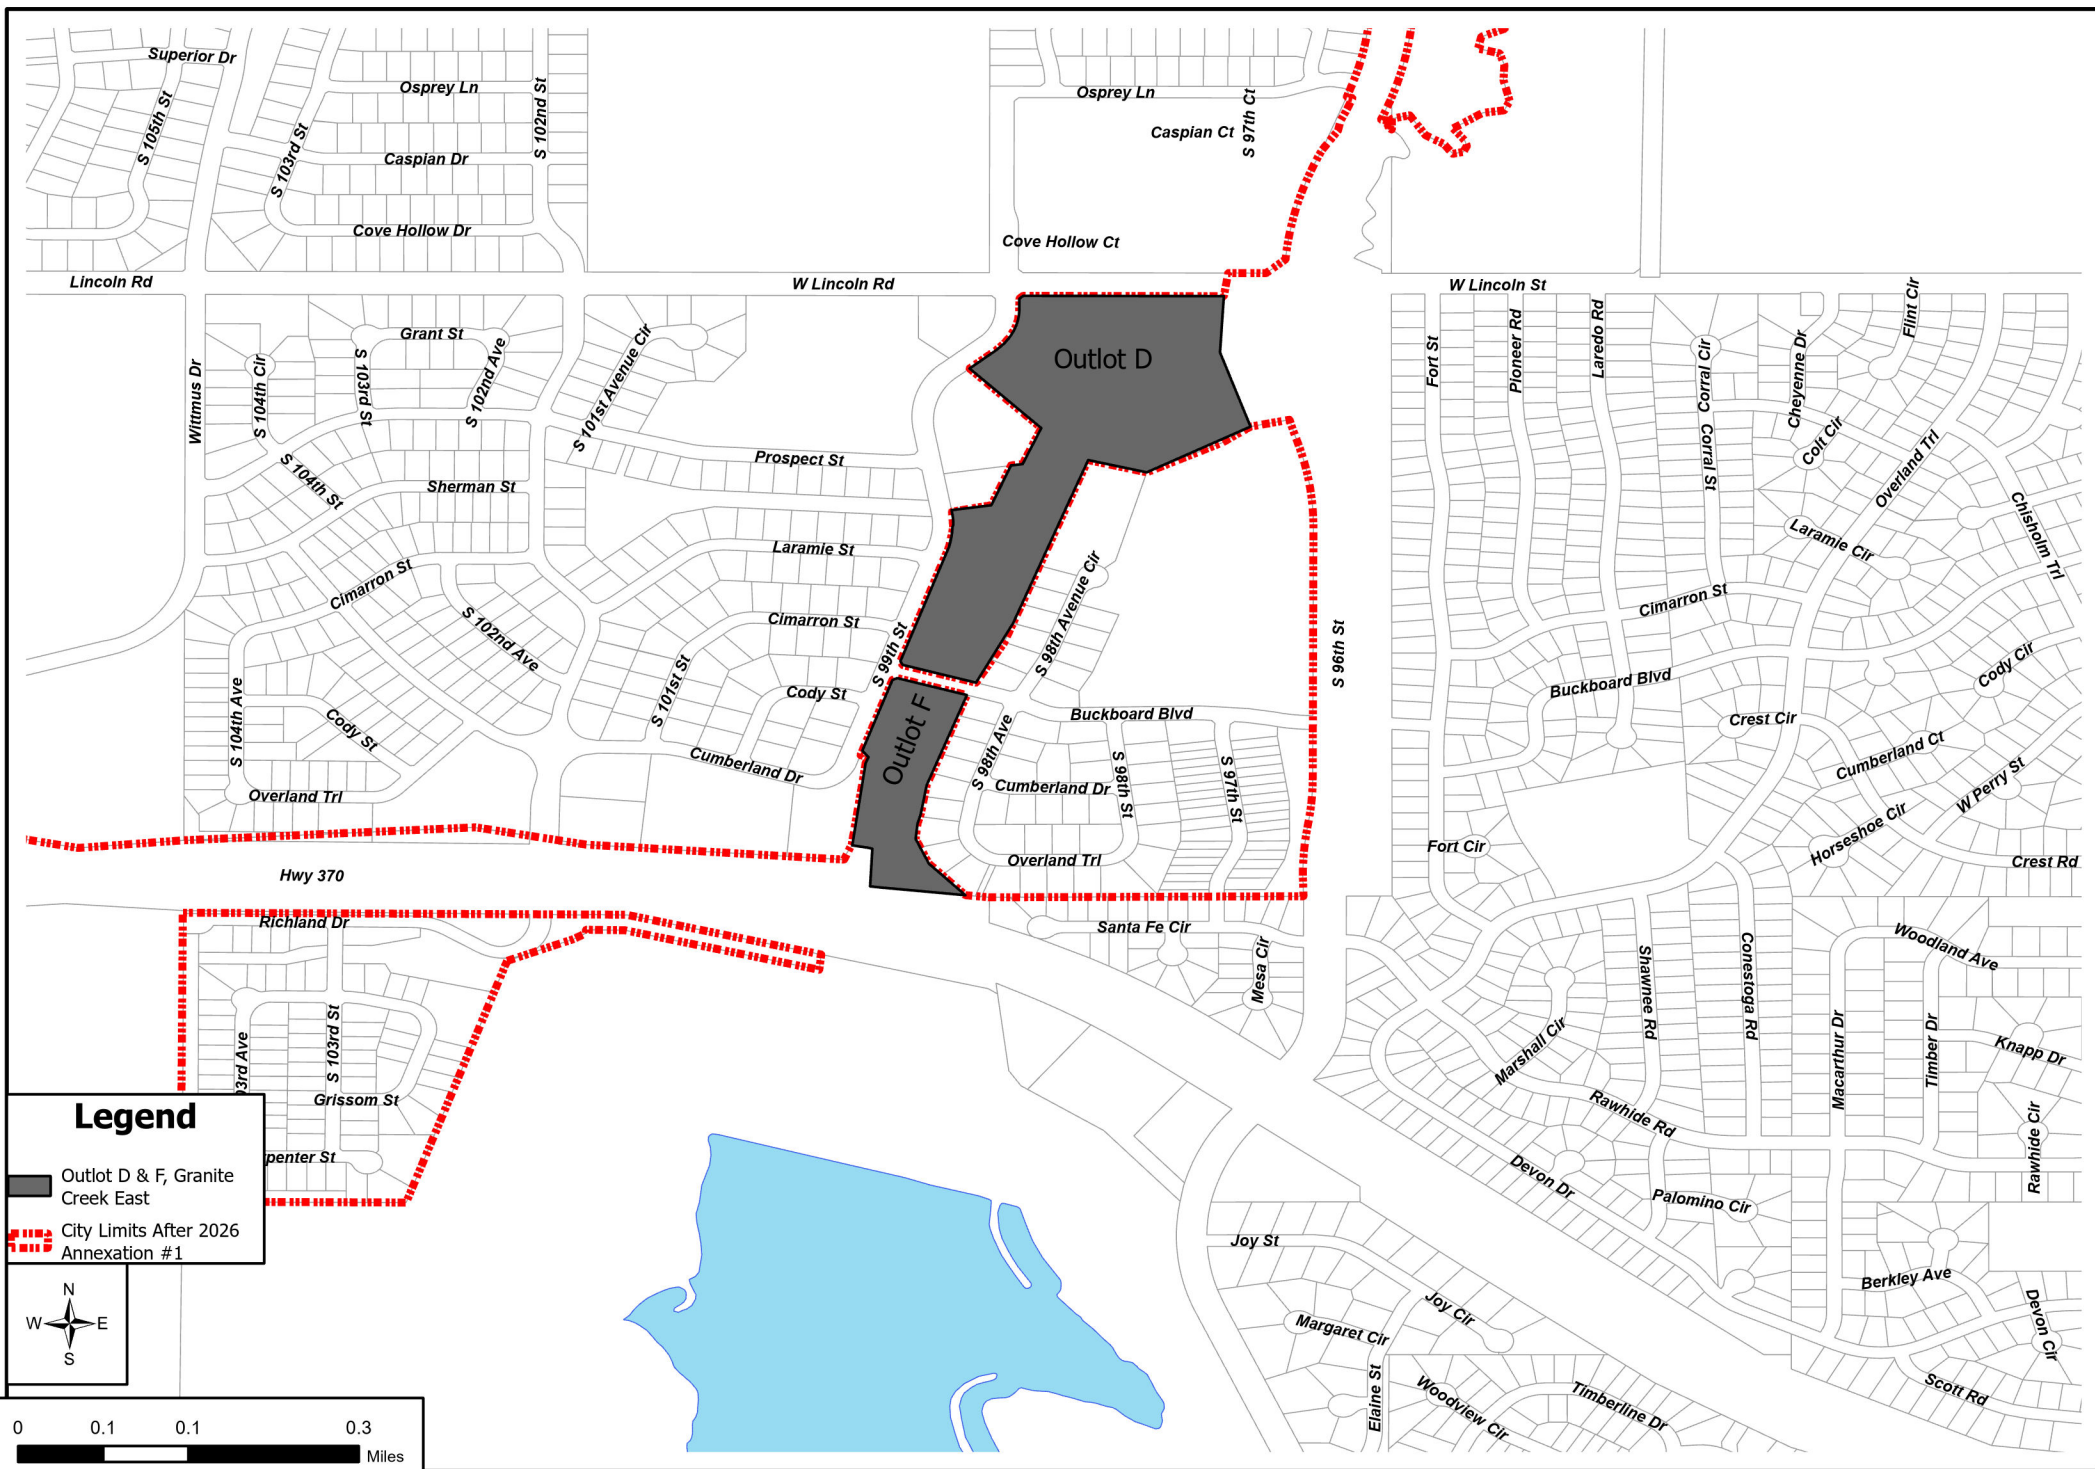 Superior Dr
S 105th St
S 103rd St
Osprey Ln
S 102nd St
Caspian Dr
Cove Hollow Dr
Osprey Ln
Caspian Ct
S 97th Ct
Cove Hollow Ct
Lincoln Rd
W Lincoln Rd
W Lincoln St
Wittmus Dr
S 104th Cir
Grant St
S 103rd St
S 102nd Ave
S 101st Avenue Cir
S 104th St
Sherman St
Prospect St
Laramie St
Cimarron St
Cimarron St
S 102nd Ave
S 101st St
Cody St
S 99th St
S 104th Ave
Cody St
Cumberland Dr
Overland Trl
Outlot D
Outlot F
S 98th Avenue Cir
S 98th Ave
Buckboard Blvd
Cumberland Dr
S 98th St
S 97th St
Overland Trl
S 96th St
Fort St
Pioneer Rd
Laredo Rd
Corral Cir
Corral St
Cheyenne Dr
Flint Cir
Colt Cir
Overland Trl
Laramie Cir
Chisholm Trl
Cimarron St
Buckboard Blvd
Crest Cir
Cody Cir
Cumberland Ct
W Perry St
Horseshoe Cir
Crest Rd
Fort Cir
Hwy 370
Richland Dr
Santa Fe Cir
Mesa Cir
S 103rd St
03rd Ave
Grissom St
penter St
Marshall Cir
Shawnee Rd
Conestoga Rd
Macarthur Dr
Woodland Ave
Timber Dr
Knapp Dr
Rawhide Rd
Rawhide Cir
Devon Dr
Palomino Cir
Joy St
Joy Cir
Margaret Cir
Elaine St
Woodview Cir
Timberline Dr
Berkley Ave
Devon Cir
Scott Rd
Legend
Outlot D & F, Granite
Creek East
City Limits After 2026
Annexation #1
N
W E
S
0 0.1 0.1 0.3
Miles